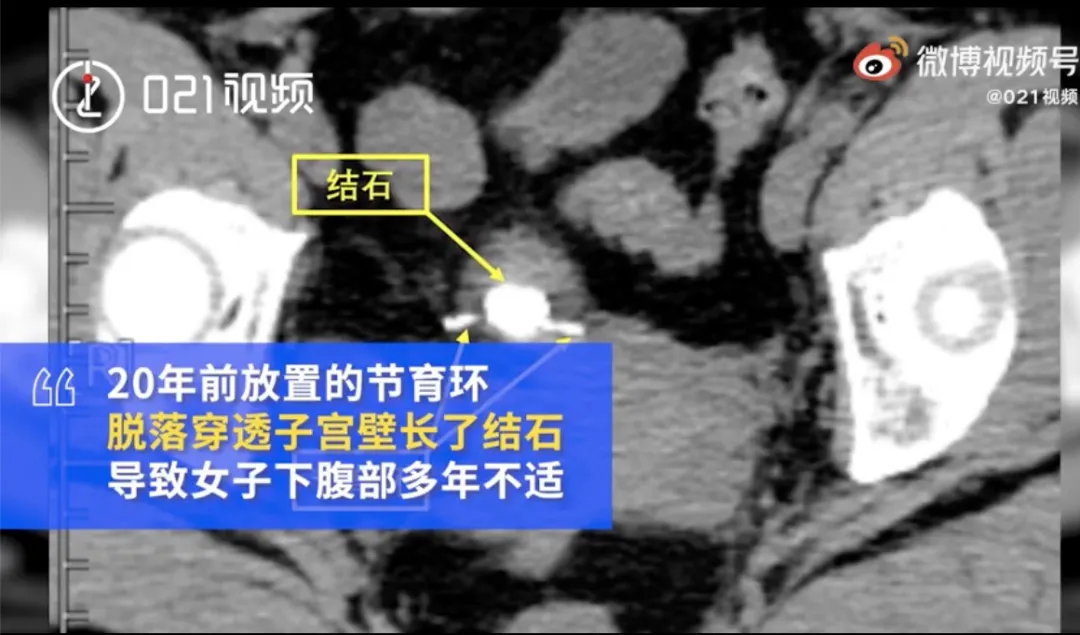 021视频
微博视频号
@021视频
结石
20年前放置的节育环
脱落穿透子宫壁长了结石
导致女子下腹部多年不适